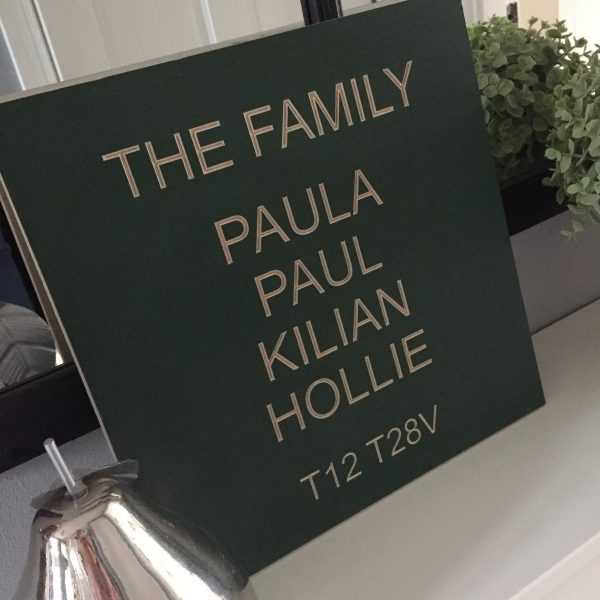 THE FAMILY
PAULA
PAUL
KILIAN
HOLLIE
T12 T28V